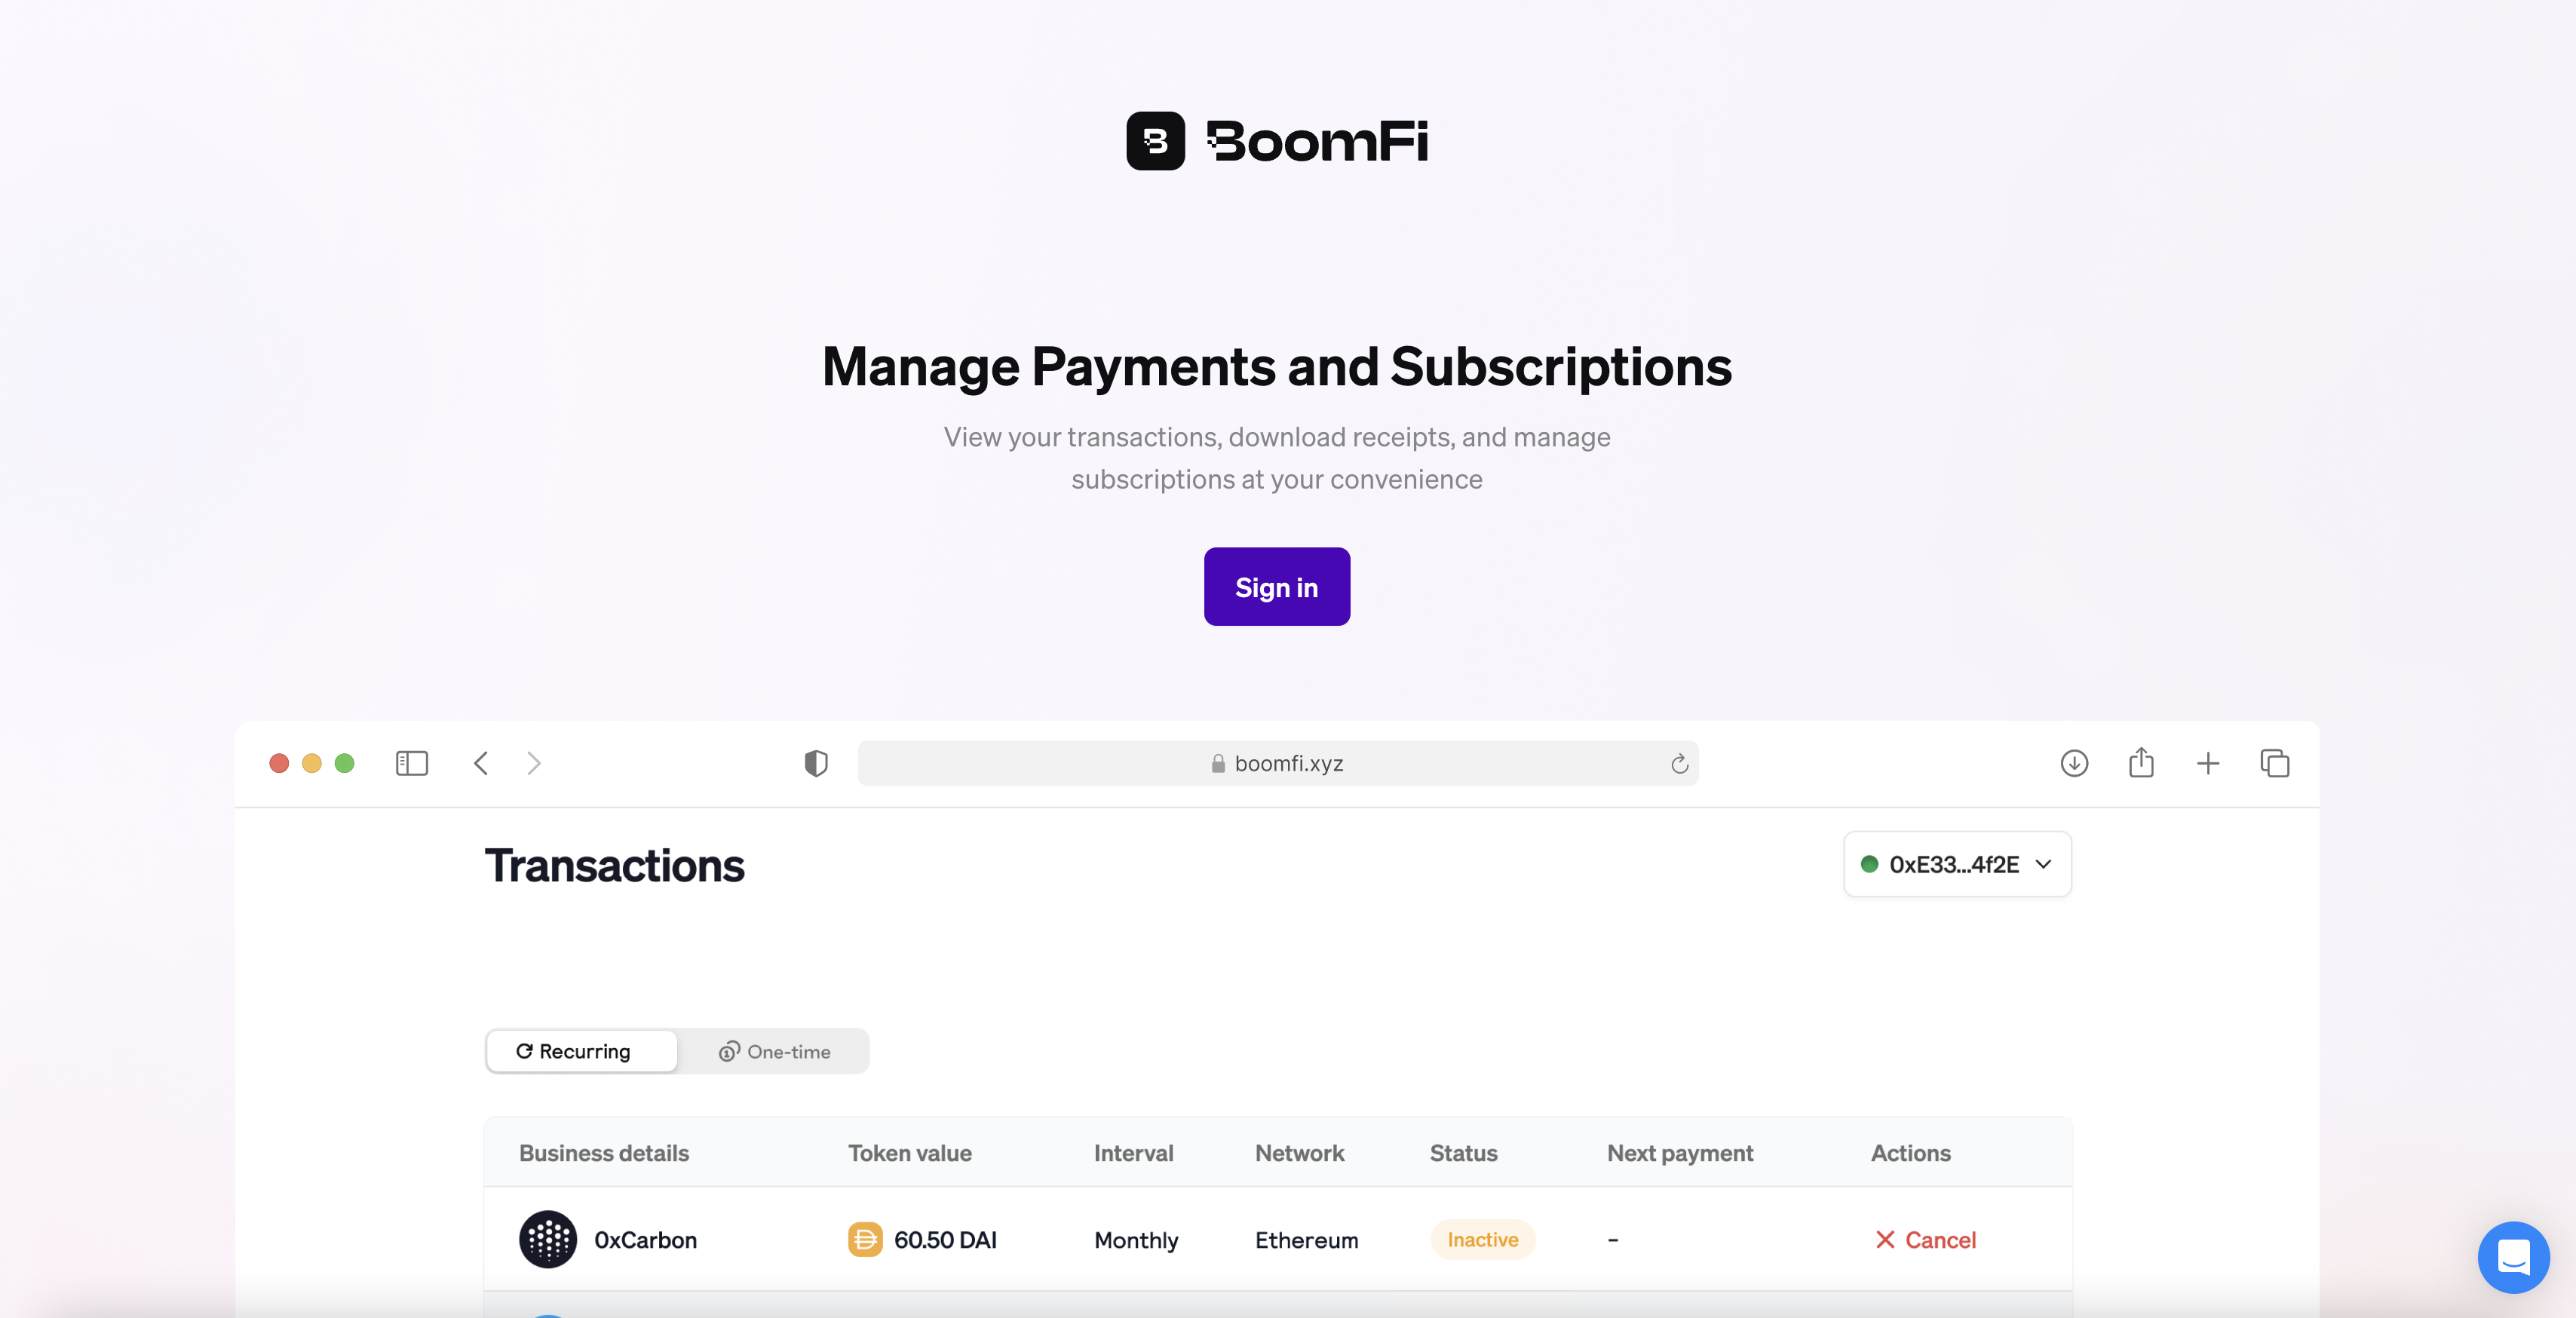 BoomFi
Manage Payments and Subscriptions
View your transactions, download receipts, and manage
subscriptions at your convenience
Sign in
boomfi.xyz
Transactions
0xE33...4f2E
Recurring One-time
Business details Token value Interval Network Status Next payment Actions
0xCarbon 60.50 DAI Monthly Ethereum Inactive - Cancel